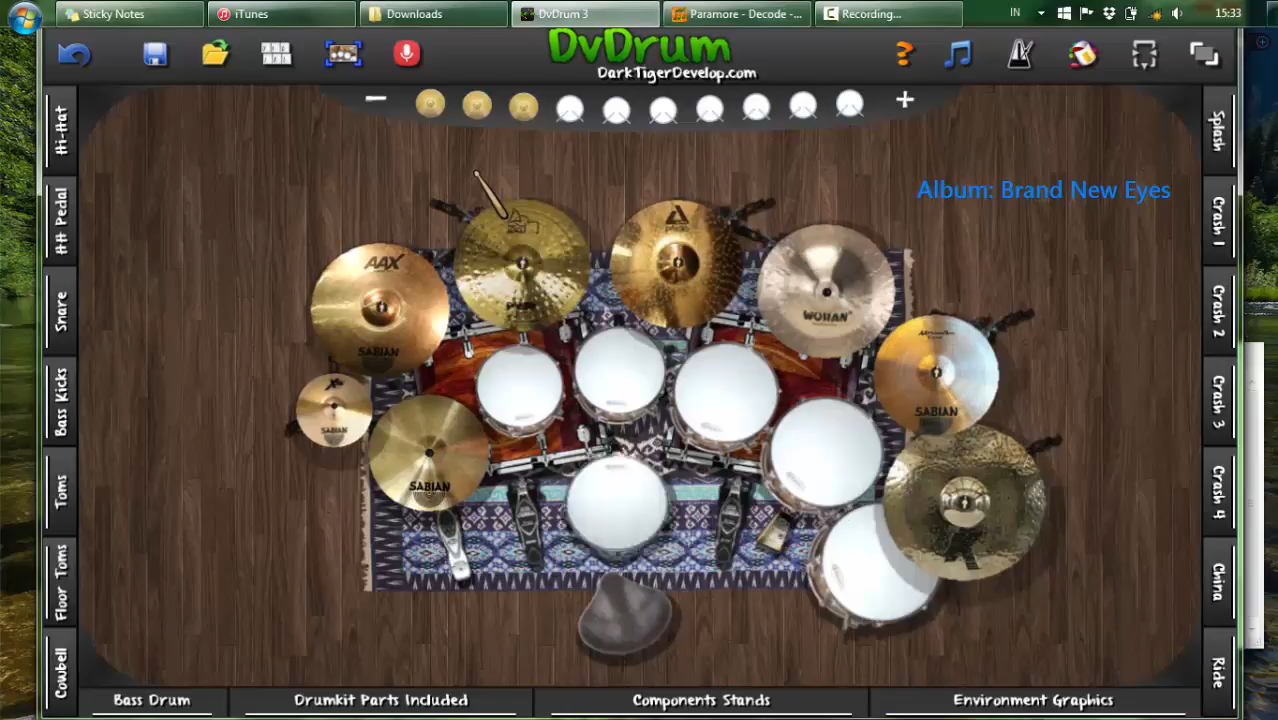 Sticky Notes
iTunes
Downloads
DvDrum 3
Paramore - Decode -...
Recording...
IN
15:33
DvDrum
DarkTigerDevelop.com
Hi-Hat
HH Pedal
Snare
Bass Kicks
Toms
Floor Toms
Cowbell
Splash
Crash 1
Crash 2
Crash 3
Crash 4
China
Ride
Album: Brand New Eyes
AAX
SABIAN
WUHAN
SABIAN
SABIAN
SABIAN
Bass Drum
Drumkit Parts Included
Components Stands
Environment Graphics